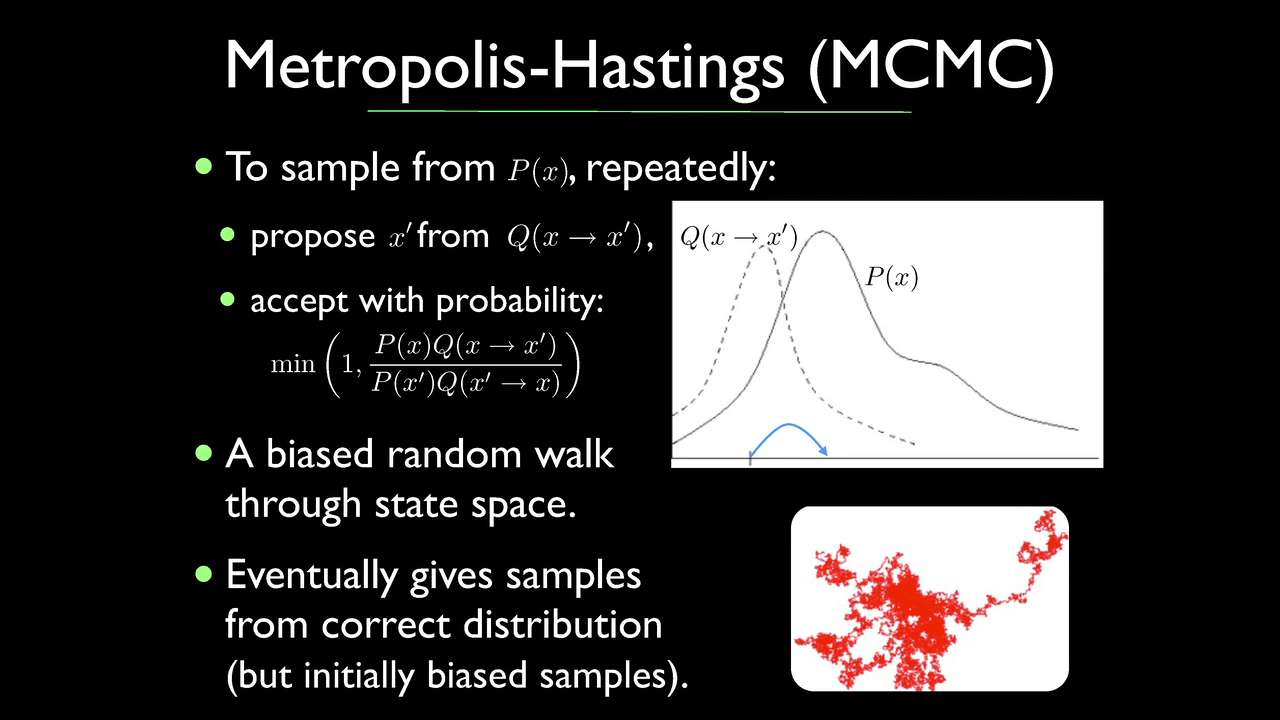 Metropolis-Hastings (MCMC)
• To sample from P(x), repeatedly:
• propose x′ from Q(x → x′),
• accept with probability:
min (1, P(x)Q(x → x′) / P(x′)Q(x′ → x))
• A biased random walk
through state space.
• Eventually gives samples
from correct distribution
(but initially biased samples).
Q(x → x′)
P(x)